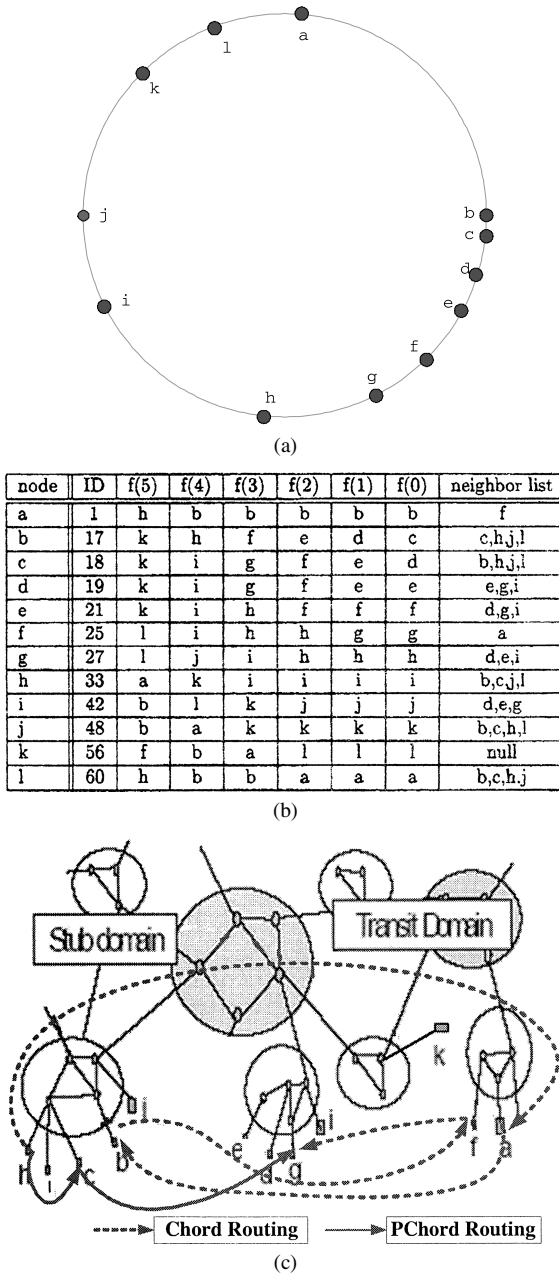 a
l
k
b
j
c
d
e
i
f
g
h
(a)
node ID f(5) f(4) f(3) f(2) f(1) f(0) neighbor list
a 1 h b b b b b f
b 17 k h f e d c c,h,j,l
c 18 k i g f e d b,h,j,l
d 19 k i g f e e e,g,i
e 21 k i h f f f d,g,i
f 25 l i h h g g a
g 27 l j i h h h d,e,i
h 33 a k i i i i b,c,j,l
i 42 b l k j j j d,e,g
j 48 b a k k k k b,c,h,l
k 56 f b a l l l null
l 60 h b b a a a b,c,h.j
(b)
Stub domain Transit Domain
k
j
i
e f a
b
d g
h l c
Chord Routing PChord Routing
(c)